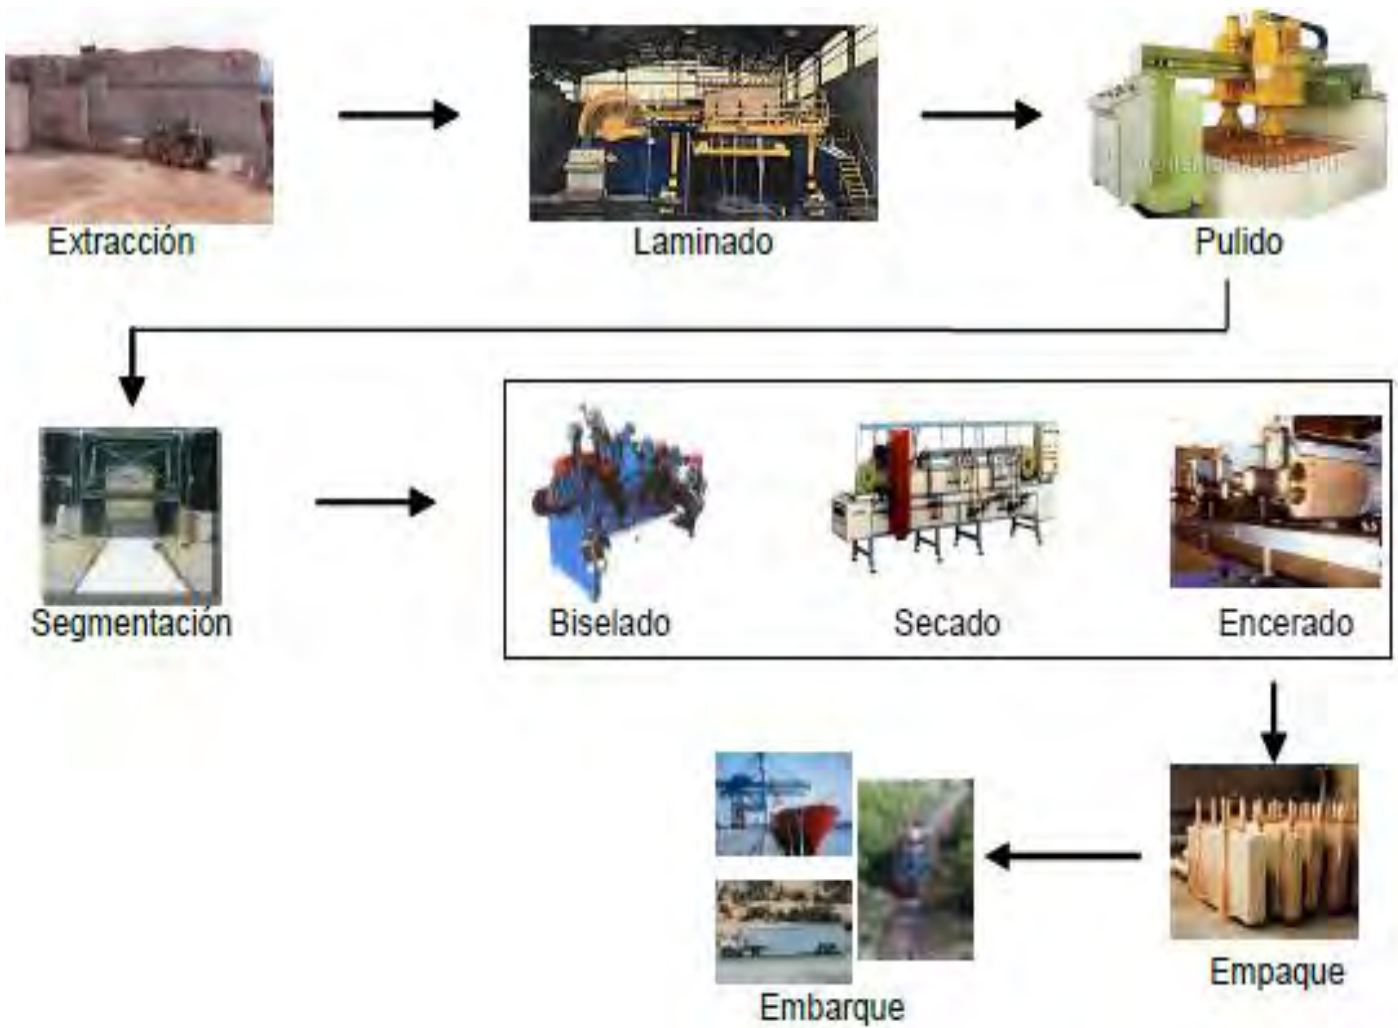 Extracción
Laminado
Pulido
Segmentación
Biselado
Secado
Encerado
Empaque
Embarque